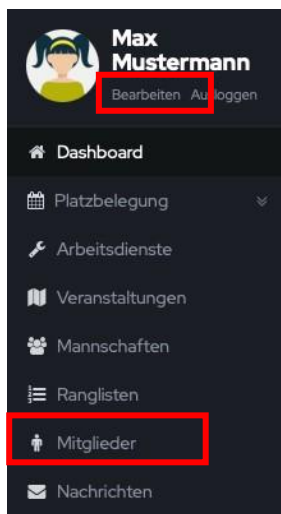 Max
Mustermann
Bearbeiten Ausloggen
Dashboard
Platzbelegung
Arbeitsdienste
Veranstaltungen
Mannschaften
Ranglisten
Mitglieder
Nachrichten